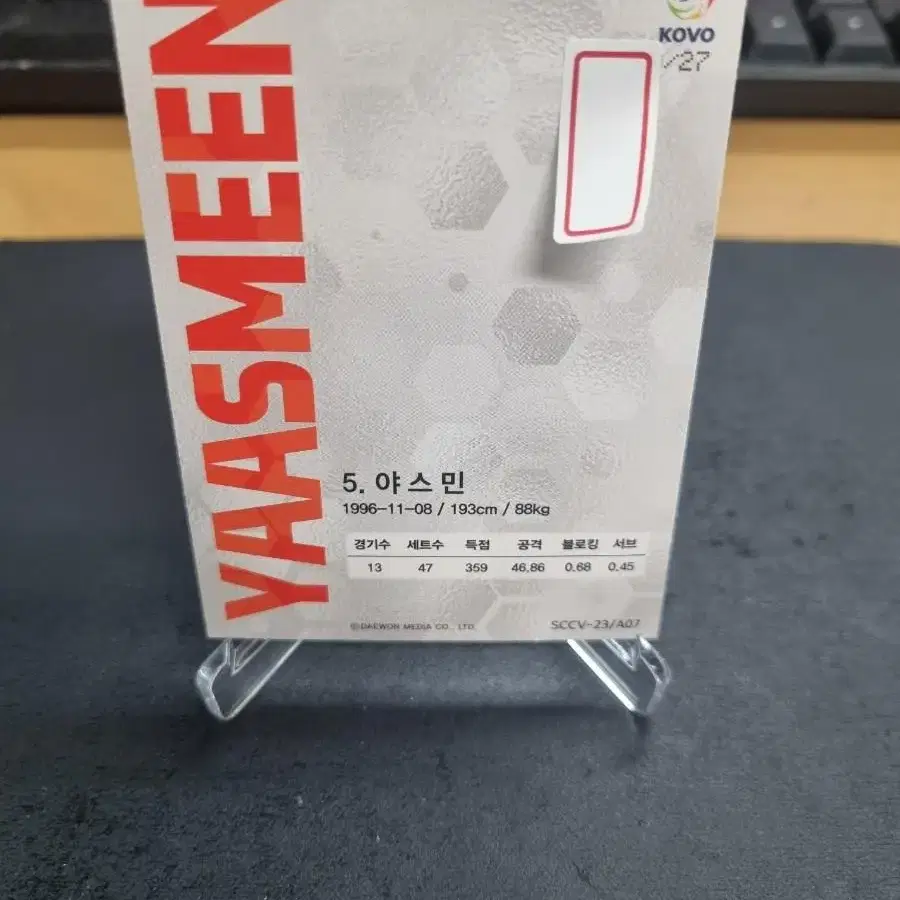 YAASMEEN
KOVO
/27
5. 야스민
1996-11-08 / 193cm / 88kg
경기수 세트수 득점 공격 블로킹 서브
13 47 359 46.86 0.68 0.45
©DAEWON MEDIA CO., LTD.
SCCV-23/A07